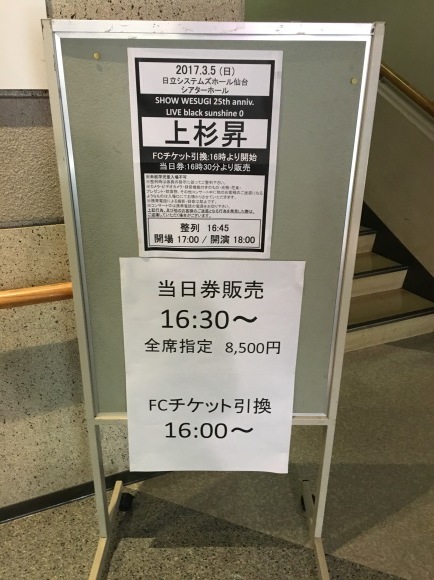 2017.3.5 (日)
日立システムズホール仙台
シアターホール
SHOW WESUGI 25th anniv.
LIVE black sunshine 0
上杉昇
FCチケット引換:16時より開始
当日券:16時30分より販売
整列 16:45
開場 17:00 / 開演 18:00
当日券販売
16:30～
全席指定 8,500円
FCチケット引換
16:00～